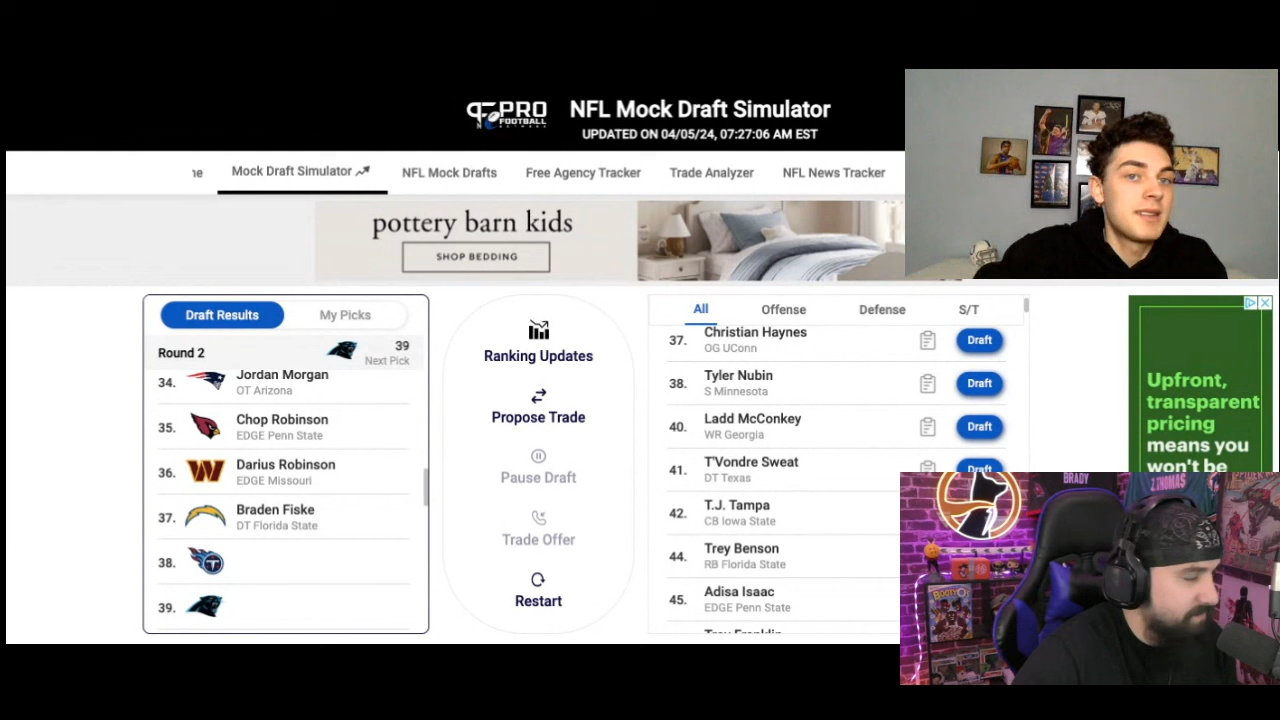 PRO
FOOTBALL
NETWORK
NFL Mock Draft Simulator
UPDATED ON 04/05/24, 07:27:06 AM EST
ne
Mock Draft Simulator
NFL Mock Drafts
Free Agency Tracker
Trade Analyzer
NFL News Tracker
pottery barn kids
SHOP BEDDING
Draft Results
My Picks
Round 2
39
Next Pick
34.
Jordan Morgan
OT Arizona
35.
Chop Robinson
EDGE Penn State
36.
Darius Robinson
EDGE Missouri
37.
Braden Fiske
DT Florida State
38.
39.
Ranking Updates
Propose Trade
Pause Draft
Trade Offer
Restart
All
Offense
Defense
S/T
37.
Christian Haynes
OG UConn
Draft
38.
Tyler Nubin
S Minnesota
Draft
40.
Ladd McConkey
WR Georgia
Draft
41.
T'Vondre Sweat
DT Texas
Draft
42.
T.J. Tampa
CB Iowa State
44.
Trey Benson
RB Florida State
45.
Adisa Isaac
EDGE Penn State
Troy Franklin
Upfront,
transparent
pricing
means you
won't be
BRADY
Z.THOMAS
BOOTYO'S